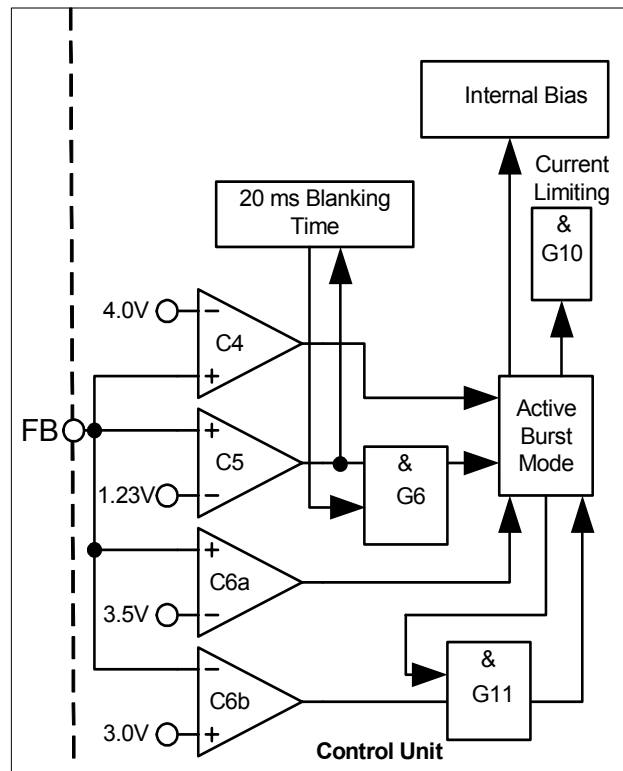 Internal Bias
Current
Limiting
20 ms Blanking
Time
&
G10
4.0V
−
C4
+
FB
+
C5
1.23V
−
&
G6
Active
Burst
Mode
+
C6a
3.5V
−
−
C6b
3.0V
+
&
G11
Control Unit